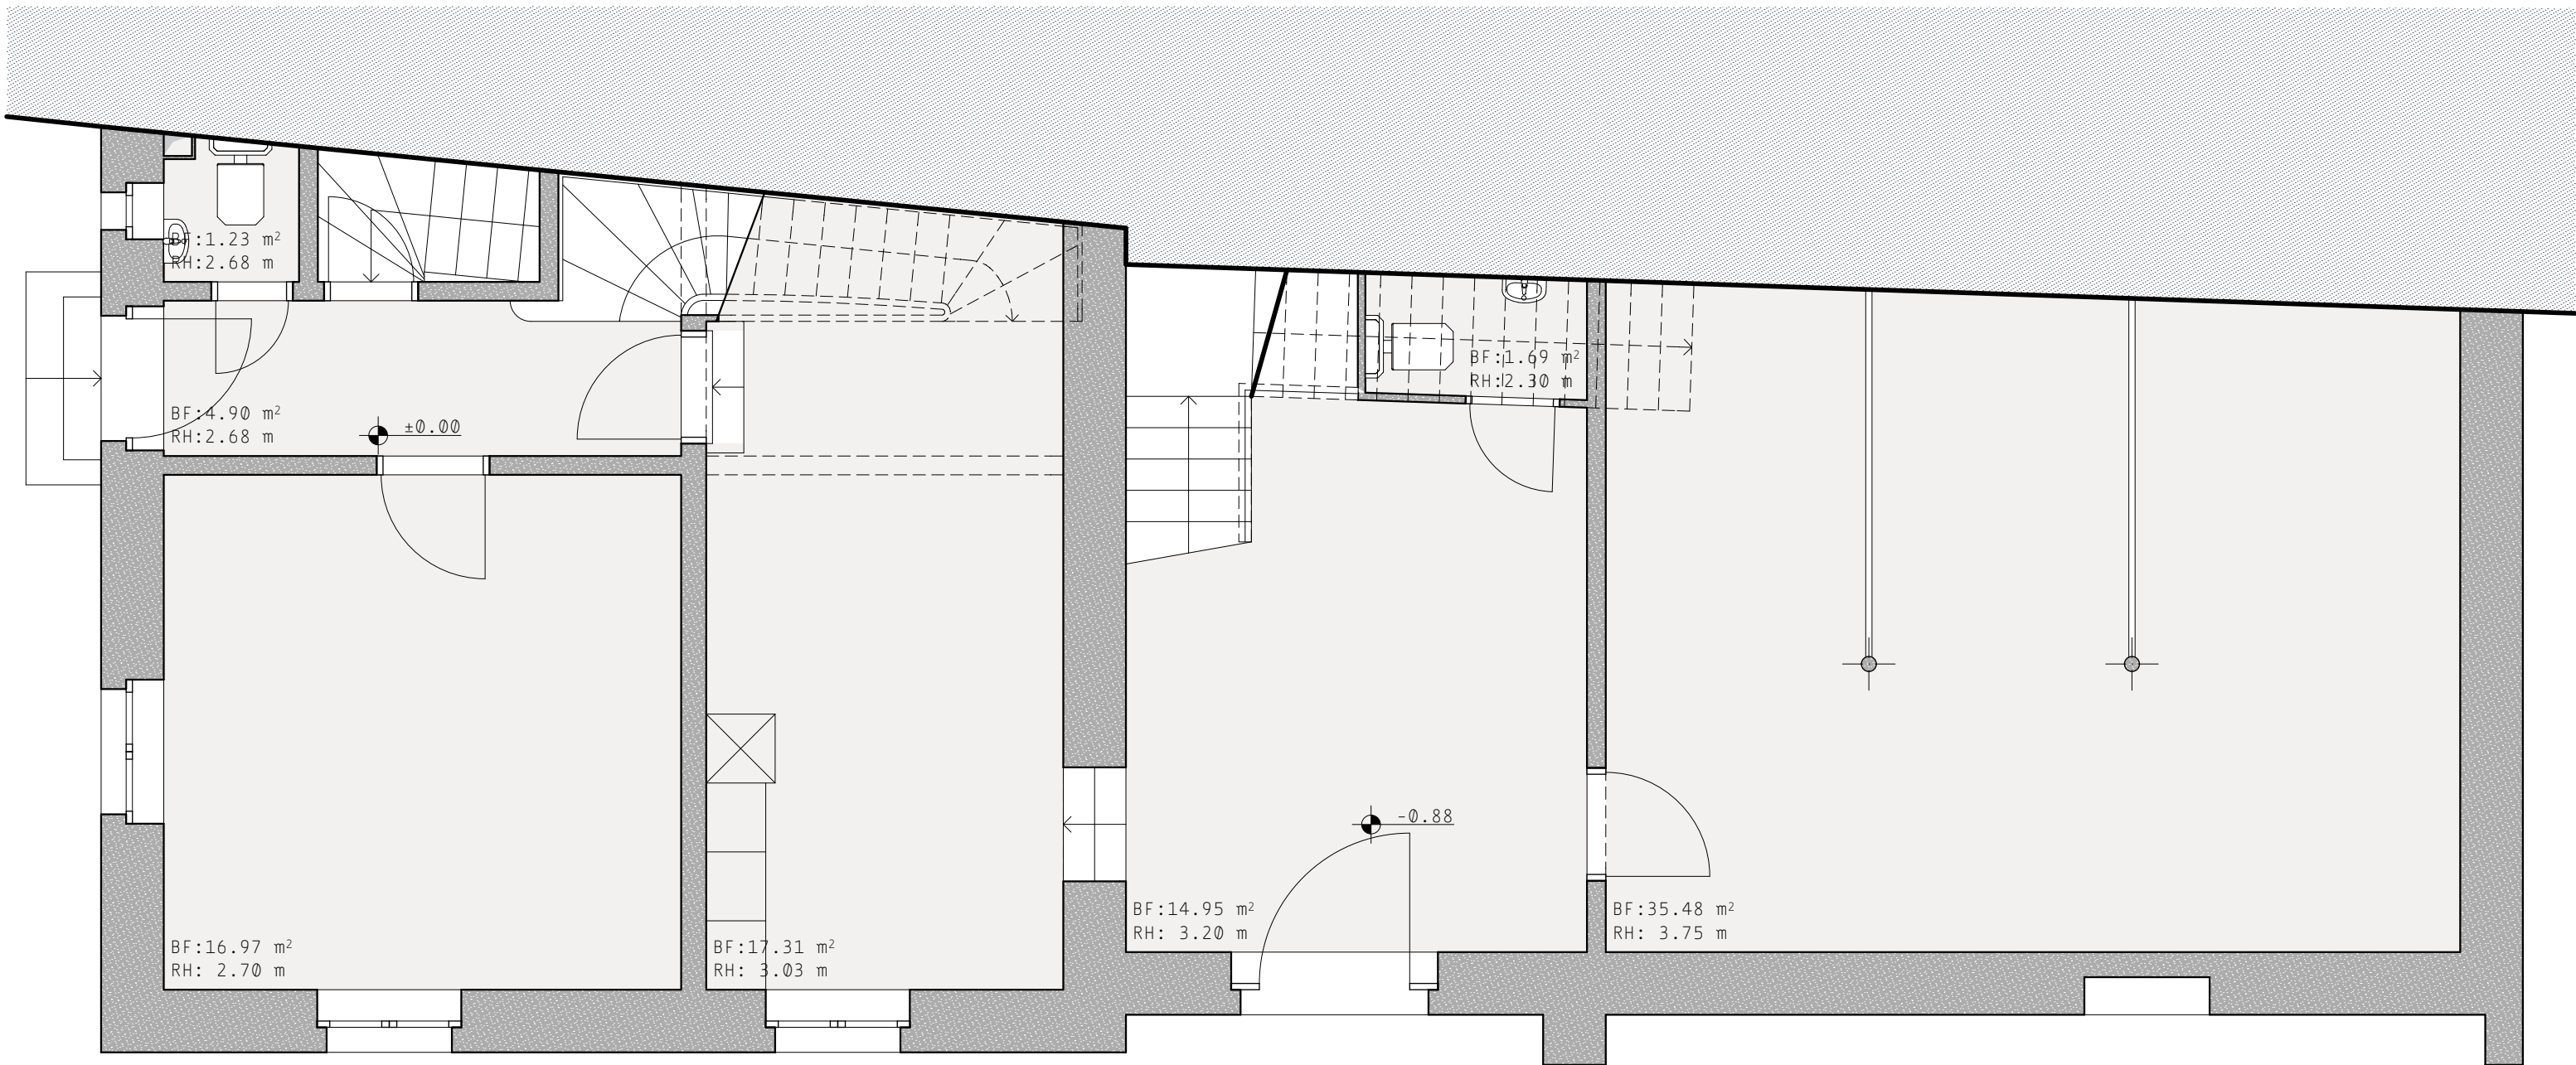 BF:1.23 m²
RH:2.68 m
BF:1.69 m²
RH:2.30 m
BF:4.90 m²
RH:2.68 m
±0.00
-0.88
BF:14.95 m²
RH: 3.20 m
BF:35.48 m²
RH: 3.75 m
BF:16.97 m²
RH: 2.70 m
BF:17.31 m²
RH: 3.03 m